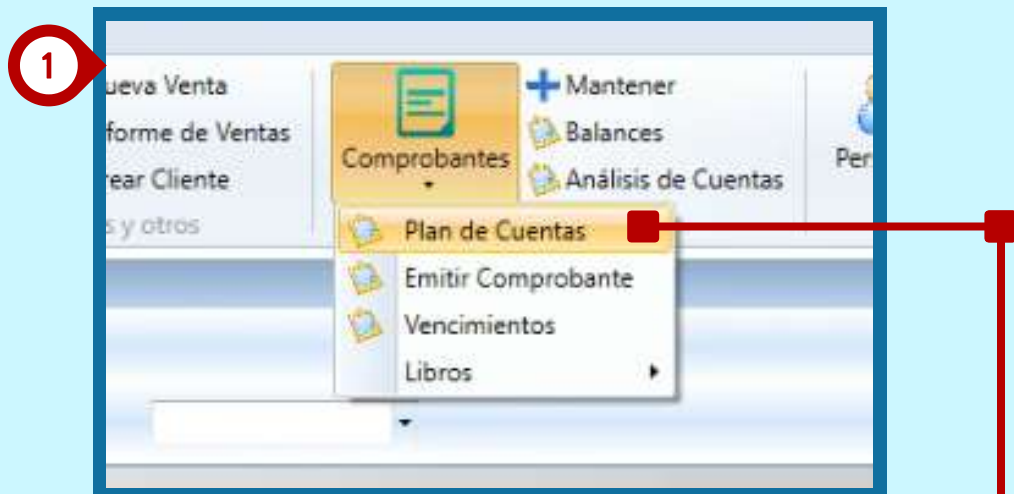 1
ueva Venta
forme de Ventas
rear Cliente
s y otros
Comprobantes
Mantener
Balances
Análisis de Cuentas
Per
Plan de Cuentas
Emitir Comprobante
Vencimientos
Libros